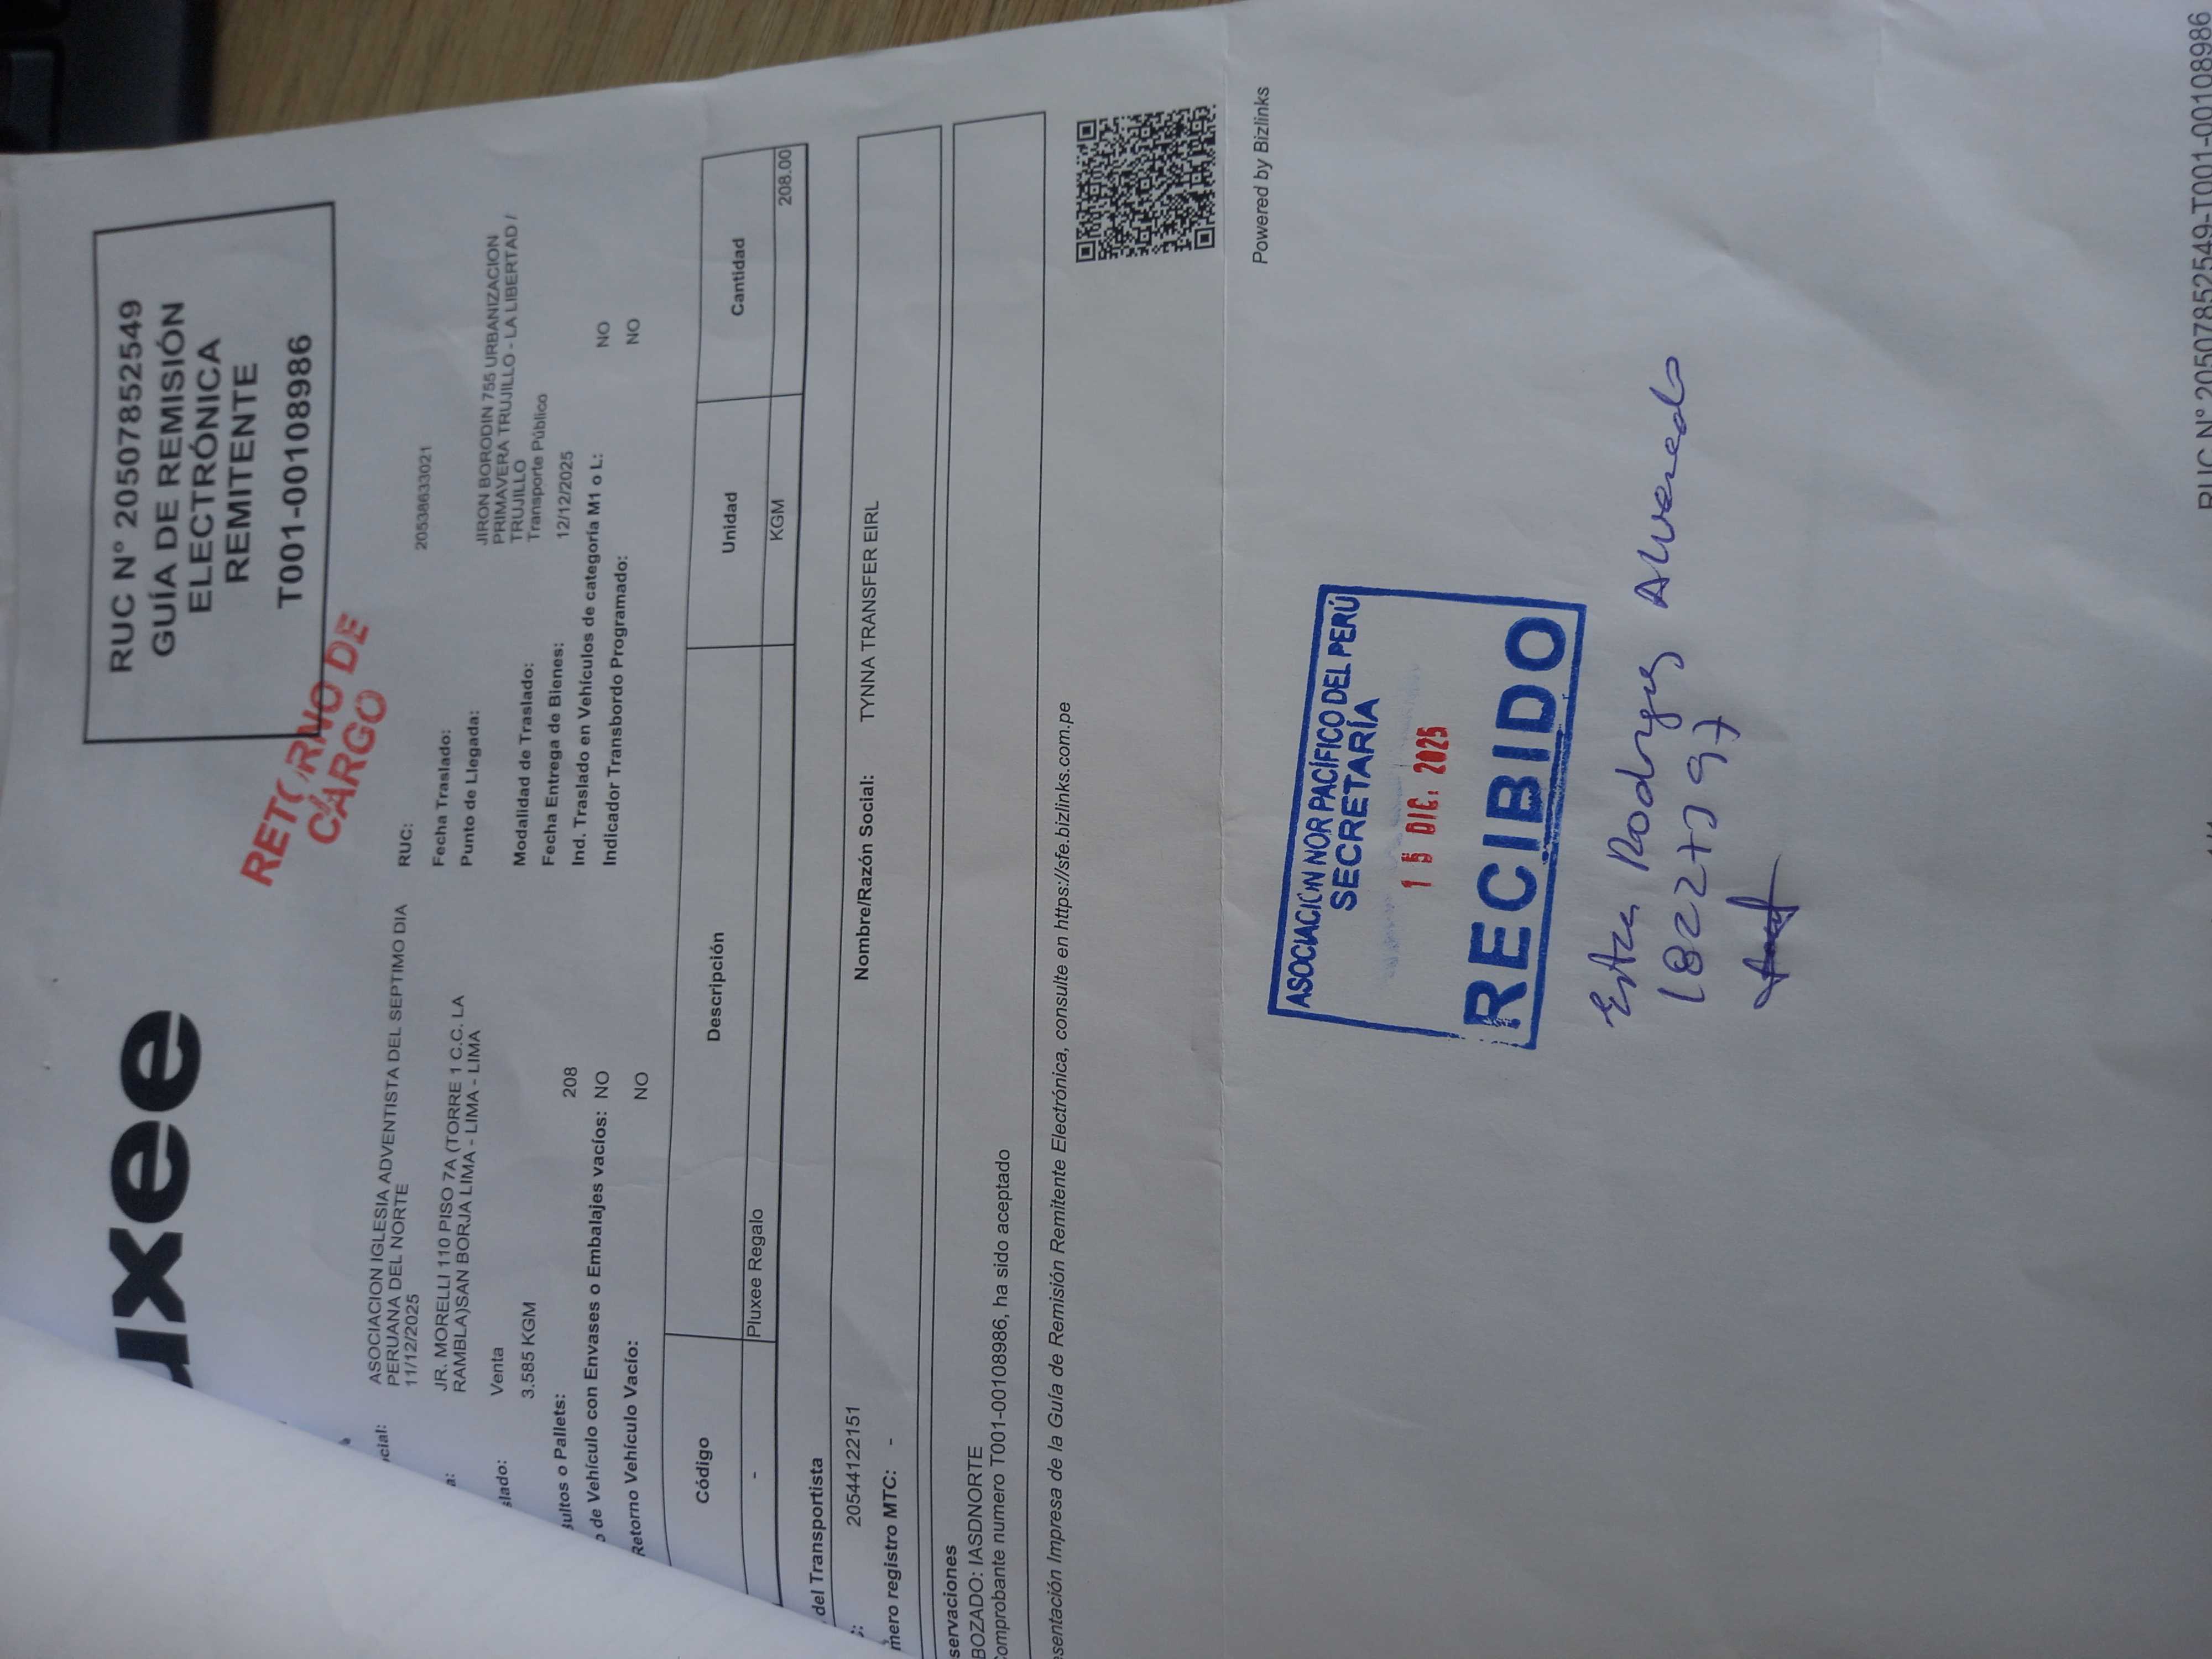 uxee
RUC N° 20507852549
GUÍA DE REMISIÓN
ELECTRÓNICA
REMITENTE
T001-00108986
RETORNO DE
CARGO
cial: ASOCIACION IGLESIA ADVENTISTA DEL SEPTIMO DIA
PERUANA DEL NORTE
RUC: 20538633021
11/12/2025
Fecha Traslado:
a: JR. MORELLI 110 PISO 7A (TORRE 1 C.C. LA
RAMBLA)SAN BORJA LIMA - LIMA - LIMA
Punto de Llegada: JIRON BORODIN 755 URBANIZACION
PRIMAVERA TRUJILLO - LA LIBERTAD /
TRUJILLO
slado: Venta
Modalidad de Traslado: Transporte Público
3.585 KGM
Fecha Entrega de Bienes: 12/12/2025
Bultos o Pallets: 208
Ind. Traslado en Vehículos de categoría M1 o L: NO
o de Vehículo con Envases o Embalajes vacíos: NO
Indicador Transbordo Programado: NO
Retorno Vehículo Vacío: NO
Código Descripción Unidad Cantidad
- Pluxee Regalo KGM 208.00
del Transportista
20544122151 Nombre/Razón Social: TYNNA TRANSFER EIRL
mero registro MTC: -
servaciones
BOZADO: IASDNORTE
omprobante numero T001-00108986, ha sido aceptado
esentación Impresa de la Guía de Remisión Remitente Electrónica, consulte en https://sfe.bizlinks.com.pe
Powered by Bizlinks
ASOCIACIÓN NOR PACÍFICO DEL PERÚ
SECRETARÍA
15 DIC. 2025
RECIBIDO
Rodríguez Alvarado
RUC N° 20507852549-T001-00108986